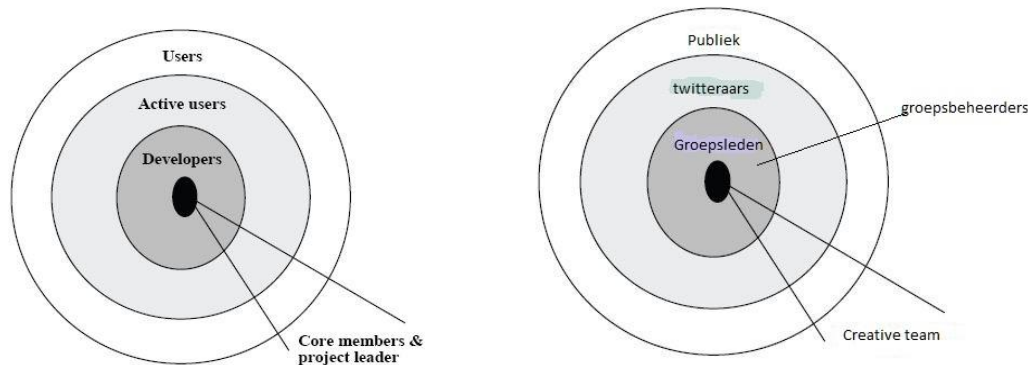 Users
Active users
Developers
Core members &
project leader
Publiek
twitteraars
groepsbeheerders
Groepsleden
Creative team